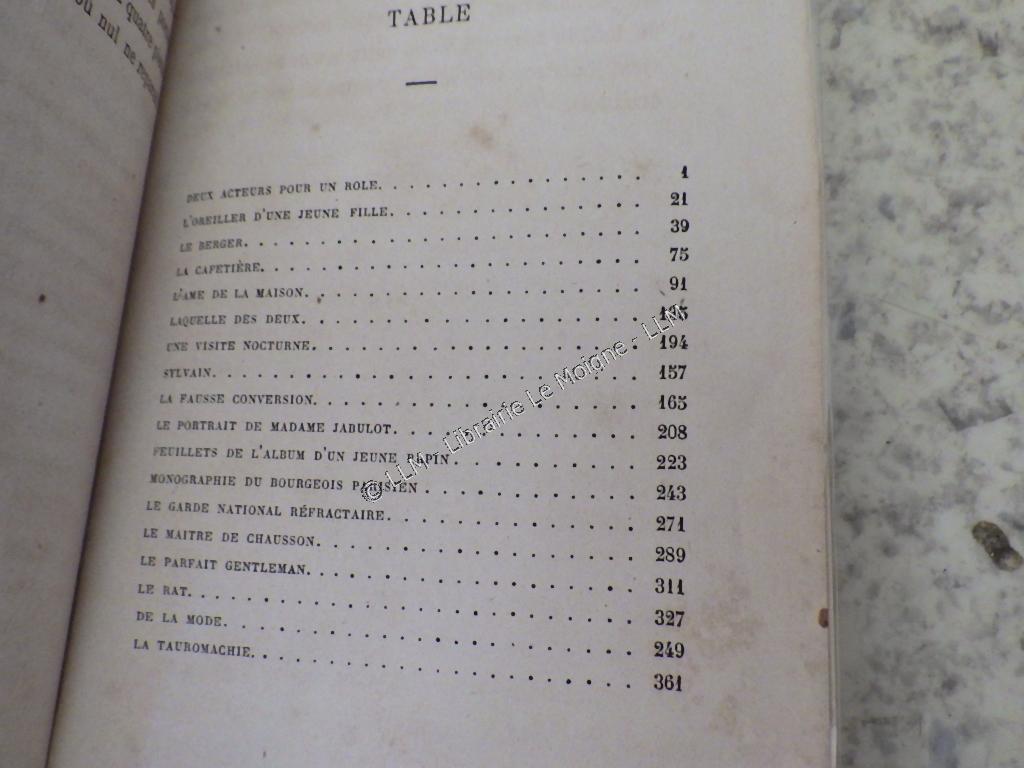 quatre
où nul ne
TABLE
DEUX ACTEURS POUR UN ROLE. 1
L'OREILLER D'UNE JEUNE FILLE. 21
LE BERGER. 39
LA CAFETIÈRE. 75
L'AME DE LA MAISON. 91
LAQUELLE DES DEUX.
UNE VISITE NOCTURNE. 194
SYLVAIN. 157
LA FAUSSE CONVERSION. 165
LE PORTRAIT DE MADAME JABULOT. 208
FEUILLETS DE L'ALBUM D'UN JEUNE RAPIN. 223
MONOGRAPHIE DU BOURGEOIS PARISIEN. 243
LE GARDE NATIONAL RÉFRACTAIRE. 271
LE MAITRE DE CHAUSSON. 289
LE PARFAIT GENTLEMAN. 311
LE RAT. 327
DE LA MODE. 249
LA TAUROMACHIE. 361
© LLM - Librairie Le Moigne - LLM